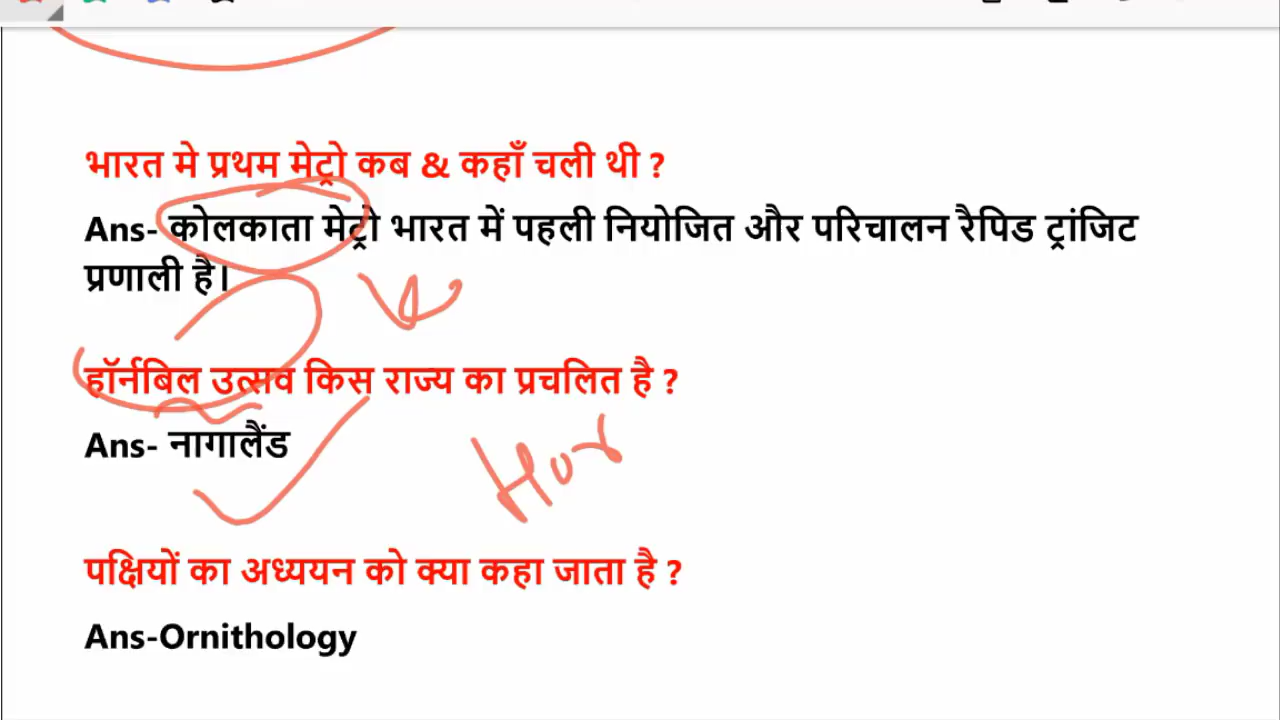 भारत मे प्रथम मेट्रो कब & कहाँ चली थी ?
Ans- कोलकाता मेट्रो भारत में पहली नियोजित और परिचालन रैपिड ट्रांजिट
प्रणाली है।
हॉर्नबिल उत्सव किस राज्य का प्रचलित है ?
Ans- नागालैंड
Hor
पक्षियों का अध्ययन को क्या कहा जाता है ?
Ans-Ornithology